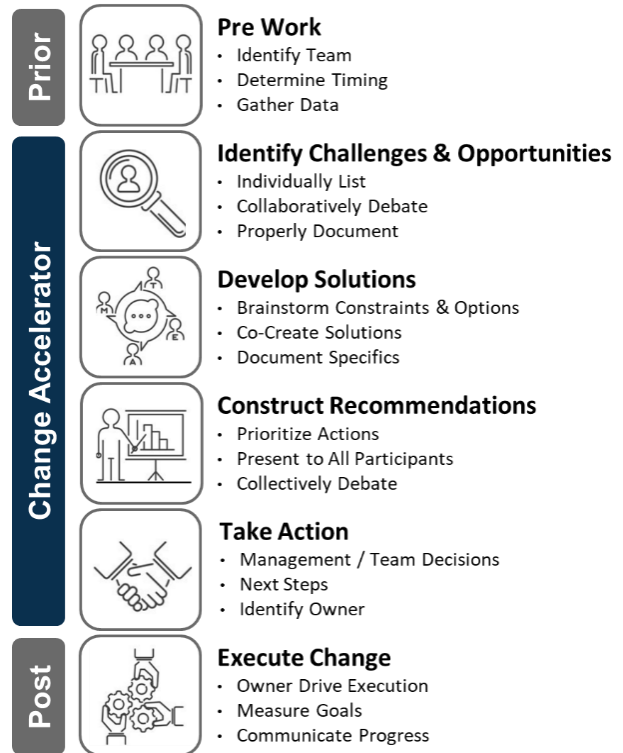 Prior
Pre Work
• Identify Team
• Determine Timing
• Gather Data
Change Accelerator
Identify Challenges & Opportunities
• Individually List
• Collaboratively Debate
• Properly Document
T
M
E
A
Develop Solutions
• Brainstorm Constraints & Options
• Co-Create Solutions
• Document Specifics
Construct Recommendations
• Prioritize Actions
• Present to All Participants
• Collectively Debate
Take Action
• Management / Team Decisions
• Next Steps
• Identify Owner
Post
Execute Change
• Owner Drive Execution
• Measure Goals
• Communicate Progress